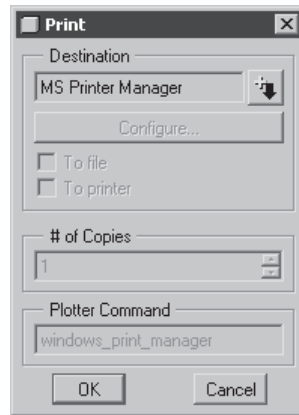 Print
Destination
MS Printer Manager
Configure...
To file
To printer
# of Copies
1
Plotter Command
windows_print_manager
OK Cancel